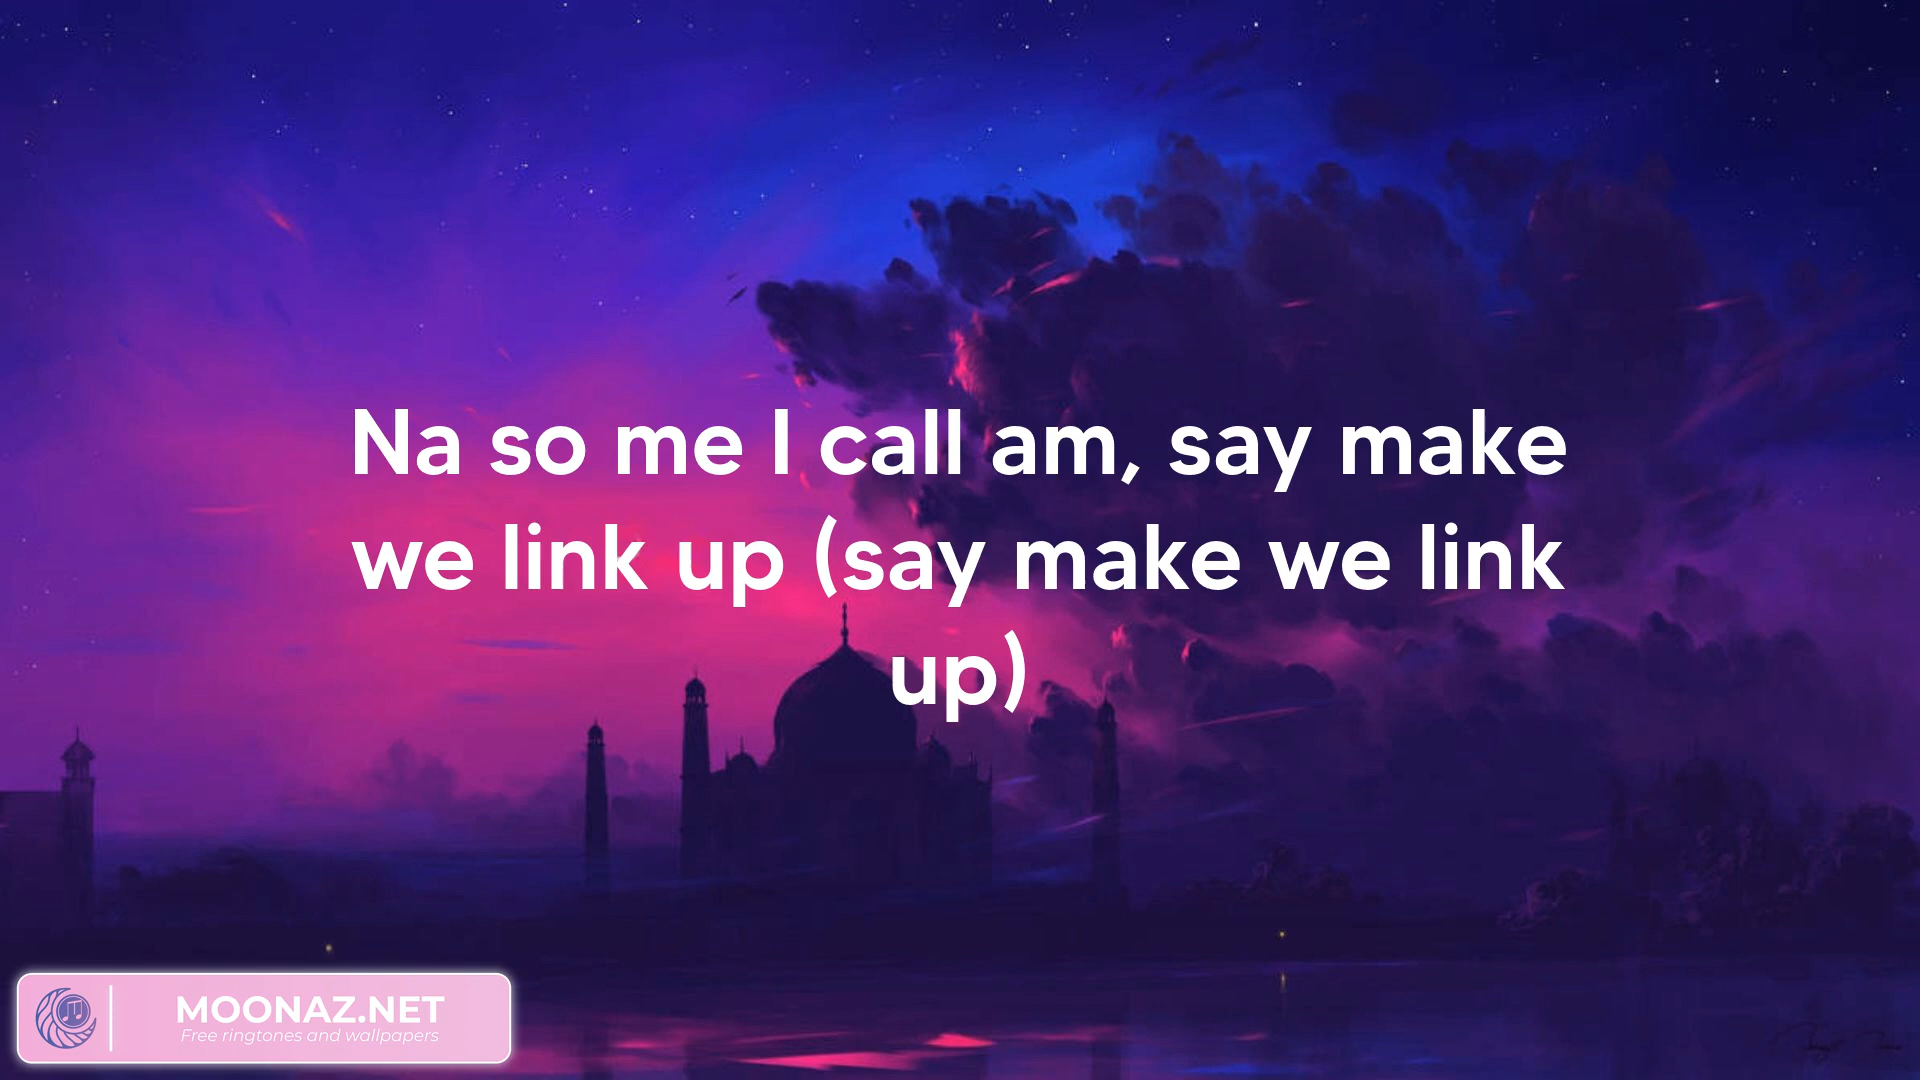 Na so me I call am, say make
we link up (say make we link
up)
MOONAZ.NET
Free ringtones and wallpapers